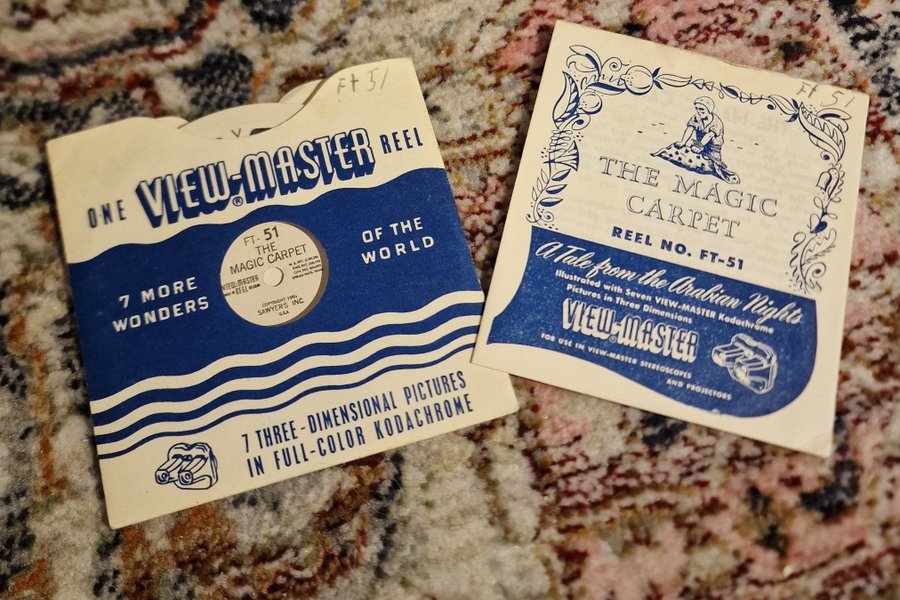 FT 51
ONE VIEW-MASTER® REEL
7 MORE
WONDERS
OF THE
WORLD
FT-51
THE
MAGIC CARPET
VIEW-MASTER
REEL
COPYRIGHT
SAWYER'S INC.
U.S.A.
7 THREE-DIMENSIONAL PICTURES
IN FULL-COLOR KODACHROME
Ft 51
THE MAGIC
CARPET
REEL NO. FT-51
A Tale from the Arabian Nights
Illustrated with Seven VIEW-MASTER Kodachrome
Pictures in Three Dimensions
VIEW-MASTER®
FOR USE IN VIEW-MASTER STEREOSCOPES
AND PROJECTORS